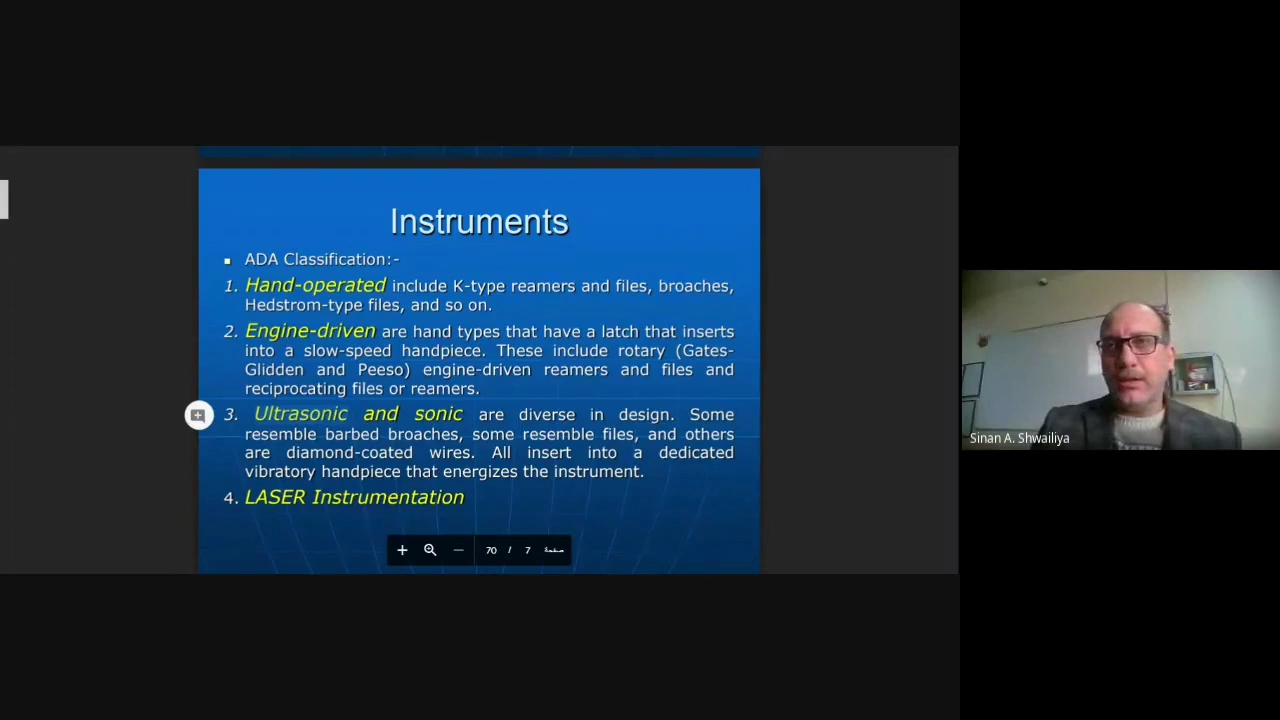 Instruments
ADA Classification:-
1. Hand-operated include K-type reamers and files, broaches,
Hedstrom-type files, and so on.
2. Engine-driven are hand types that have a latch that inserts
into a slow-speed handpiece. These include rotary (Gates-
Glidden and Peeso) engine-driven reamers and files and
reciprocating files or reamers.
3. Ultrasonic and sonic are diverse in design. Some
resemble barbed broaches, some resemble files, and others
are diamond-coated wires. All insert into a dedicated
vibratory handpiece that energizes the instrument.
4. LASER Instrumentation
70 / 7 صفحة
Sinan A. Shwailiya